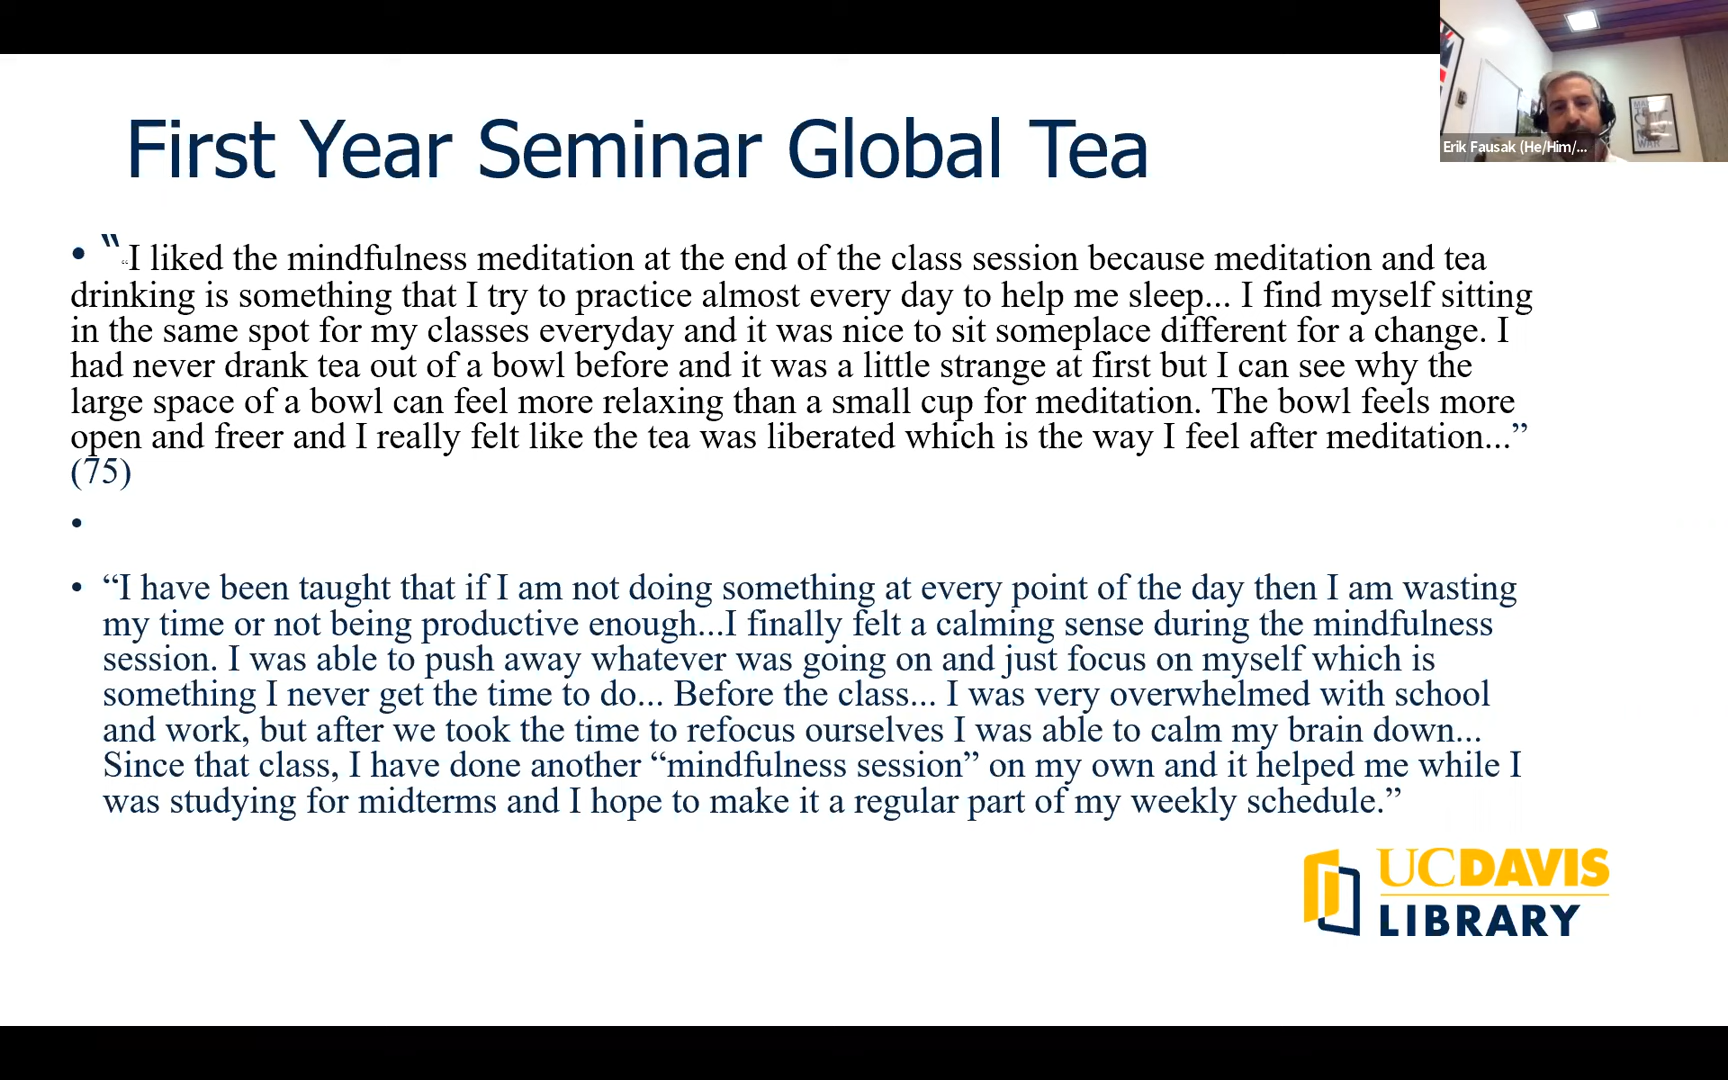 First Year Seminar Global Tea
Erik Fausak (He/Him/...
• “ “I liked the mindfulness meditation at the end of the class session because meditation and tea
drinking is something that I try to practice almost every day to help me sleep... I find myself sitting
in the same spot for my classes everyday and it was nice to sit someplace different for a change. I
had never drank tea out of a bowl before and it was a little strange at first but I can see why the
large space of a bowl can feel more relaxing than a small cup for meditation. The bowl feels more
open and freer and I really felt like the tea was liberated which is the way I feel after meditation...”
(75)
•
• “I have been taught that if I am not doing something at every point of the day then I am wasting
my time or not being productive enough...I finally felt a calming sense during the mindfulness
session. I was able to push away whatever was going on and just focus on myself which is
something I never get the time to do... Before the class... I was very overwhelmed with school
and work, but after we took the time to refocus ourselves I was able to calm my brain down...
Since that class, I have done another “mindfulness session” on my own and it helped me while I
was studying for midterms and I hope to make it a regular part of my weekly schedule.”
UCDAVIS
LIBRARY